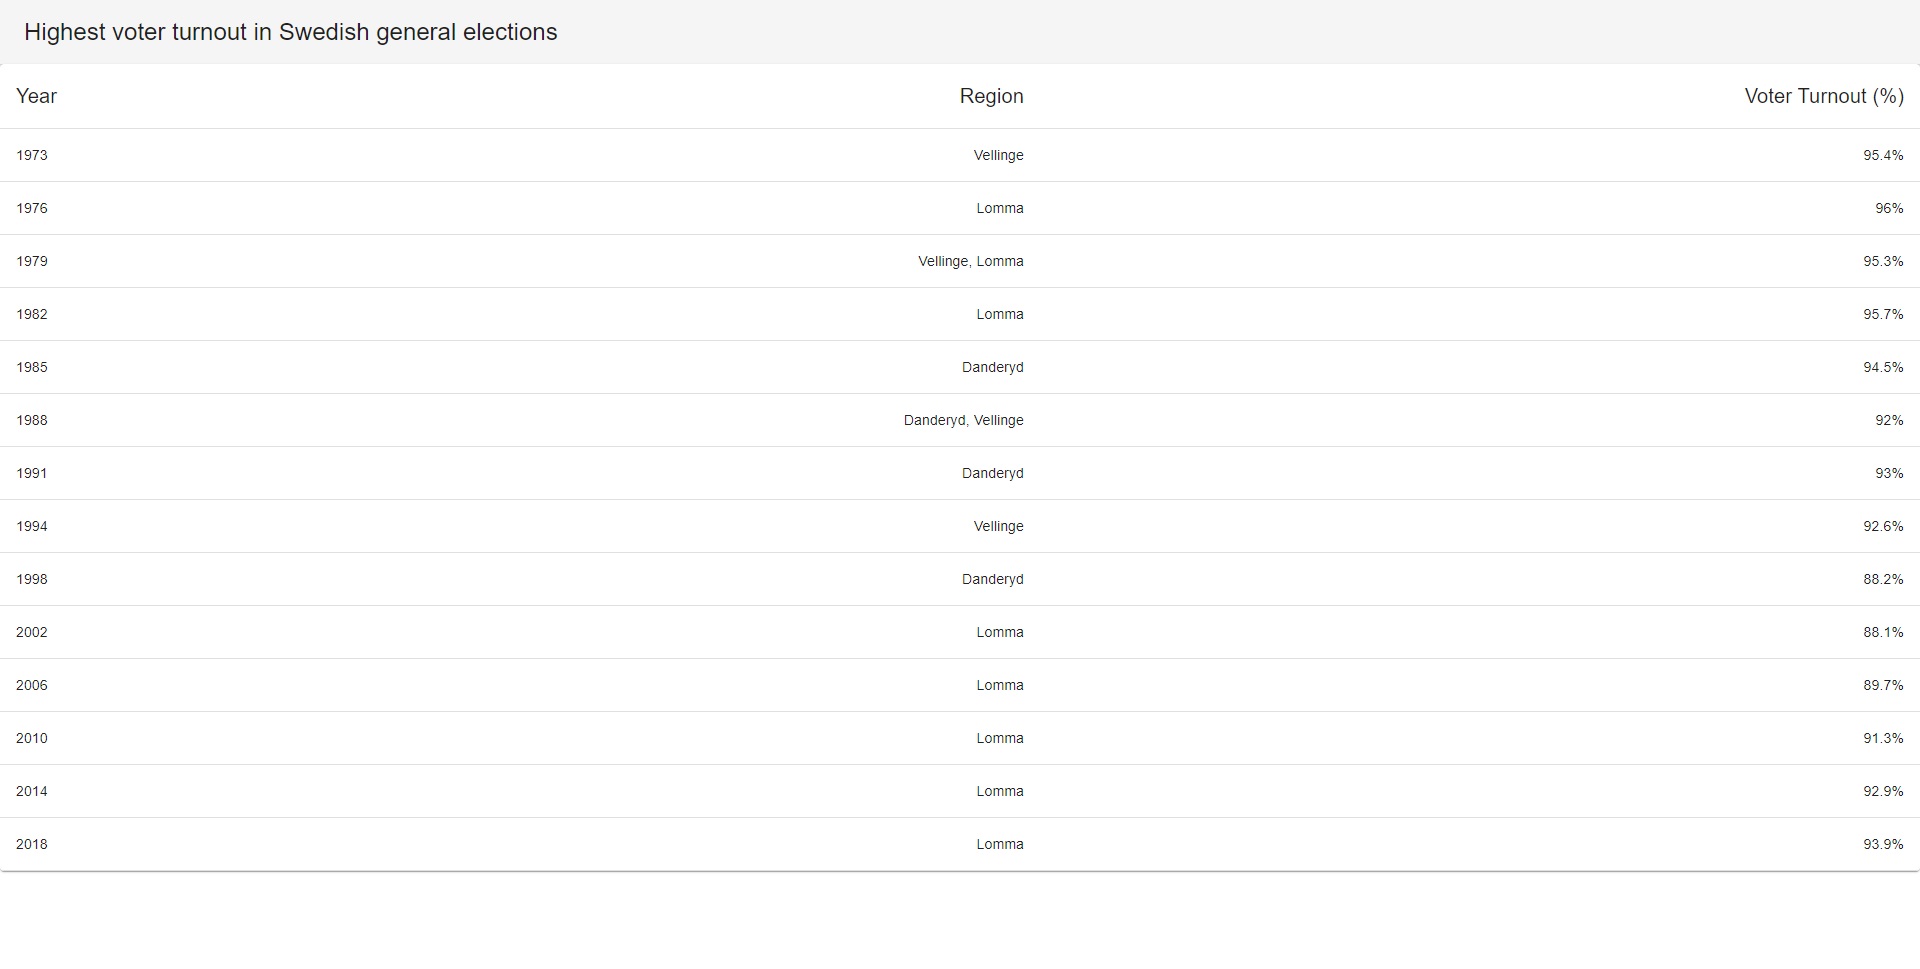 Highest voter turnout in Swedish general elections
Year Region Voter Turnout (%)
1973 Vellinge 95.4%
1976 Lomma 96%
1979 Vellinge, Lomma 95.3%
1982 Lomma 95.7%
1985 Danderyd 94.5%
1988 Danderyd, Vellinge 92%
1991 Danderyd 93%
1994 Vellinge 92.6%
1998 Danderyd 88.2%
2002 Lomma 88.1%
2006 Lomma 89.7%
2010 Lomma 91.3%
2014 Lomma 92.9%
2018 Lomma 93.9%